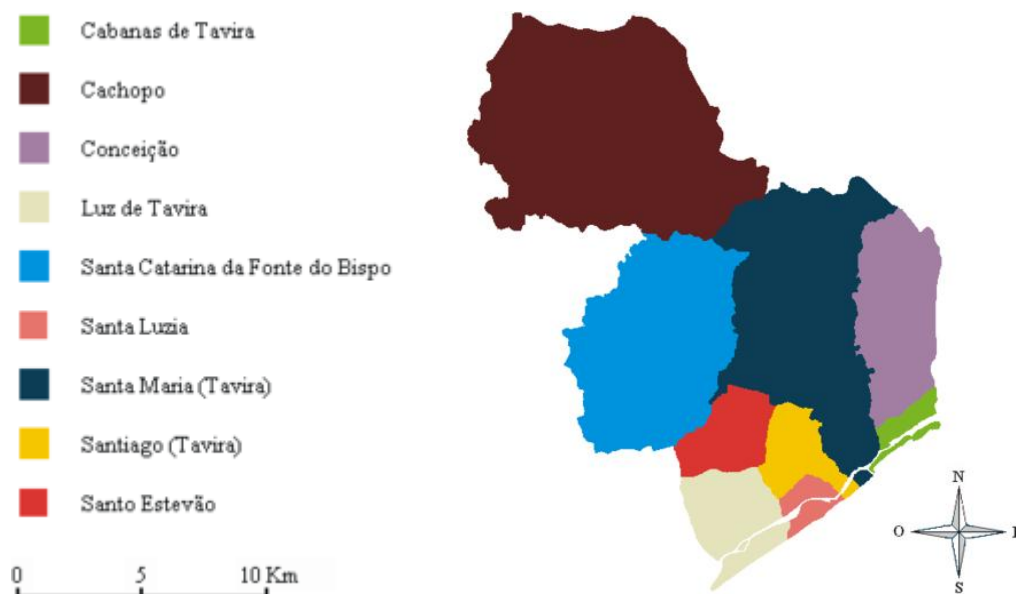 Cabanas de Tavira
Cachopo
Conceição
Luz de Tavira
Santa Catarina da Fonte do Bispo
Santa Luzia
Santa Maria (Tavira)
Santiago (Tavira)
Santo Estevão
0 5 10 Km
N
O
S